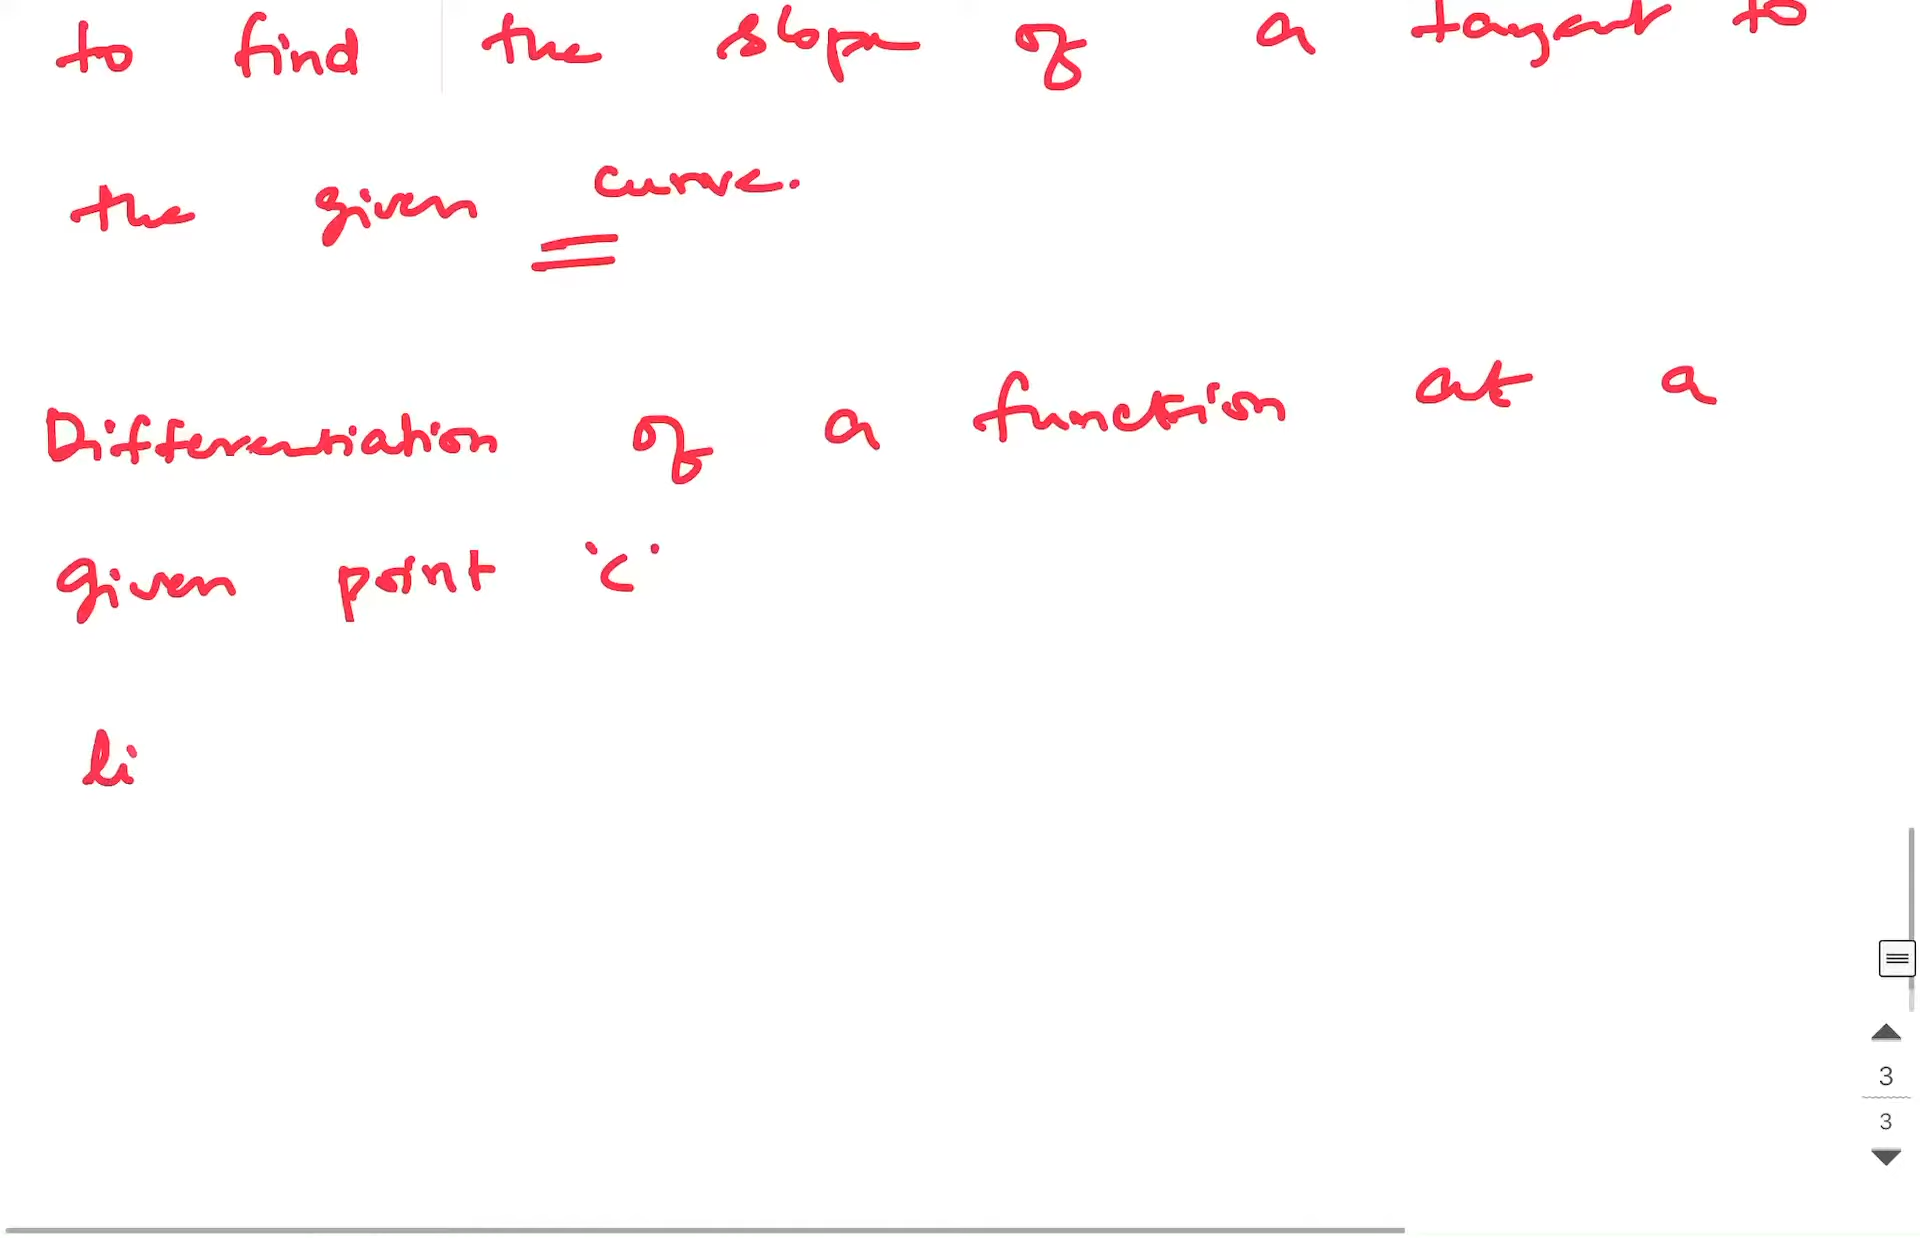 to find the slope of a tangent to
the given curve.
Differentiation of a function at a
given point 'c'
li
3
3